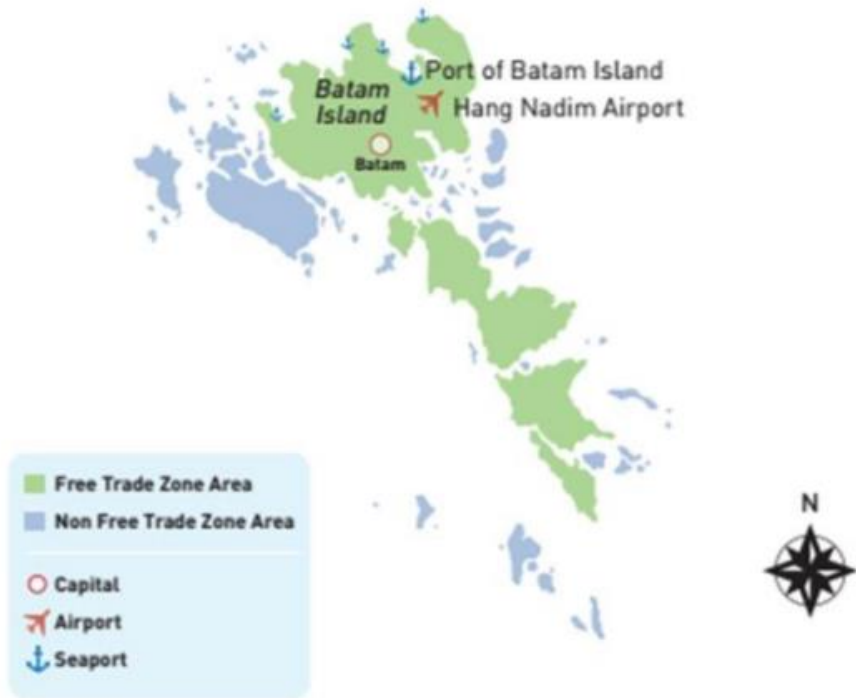 Port of Batam Island
Batam
Island
Hang Nadim Airport
Batam
Free Trade Zone Area
Non Free Trade Zone Area
N
Capital
Airport
Seaport